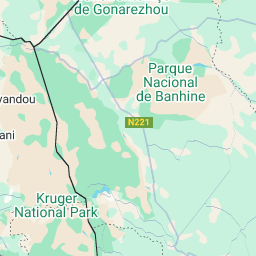 de Gonarezhou
Parque
Nacional
de Banhine
vandou
N221
ani
Kruger
National Park